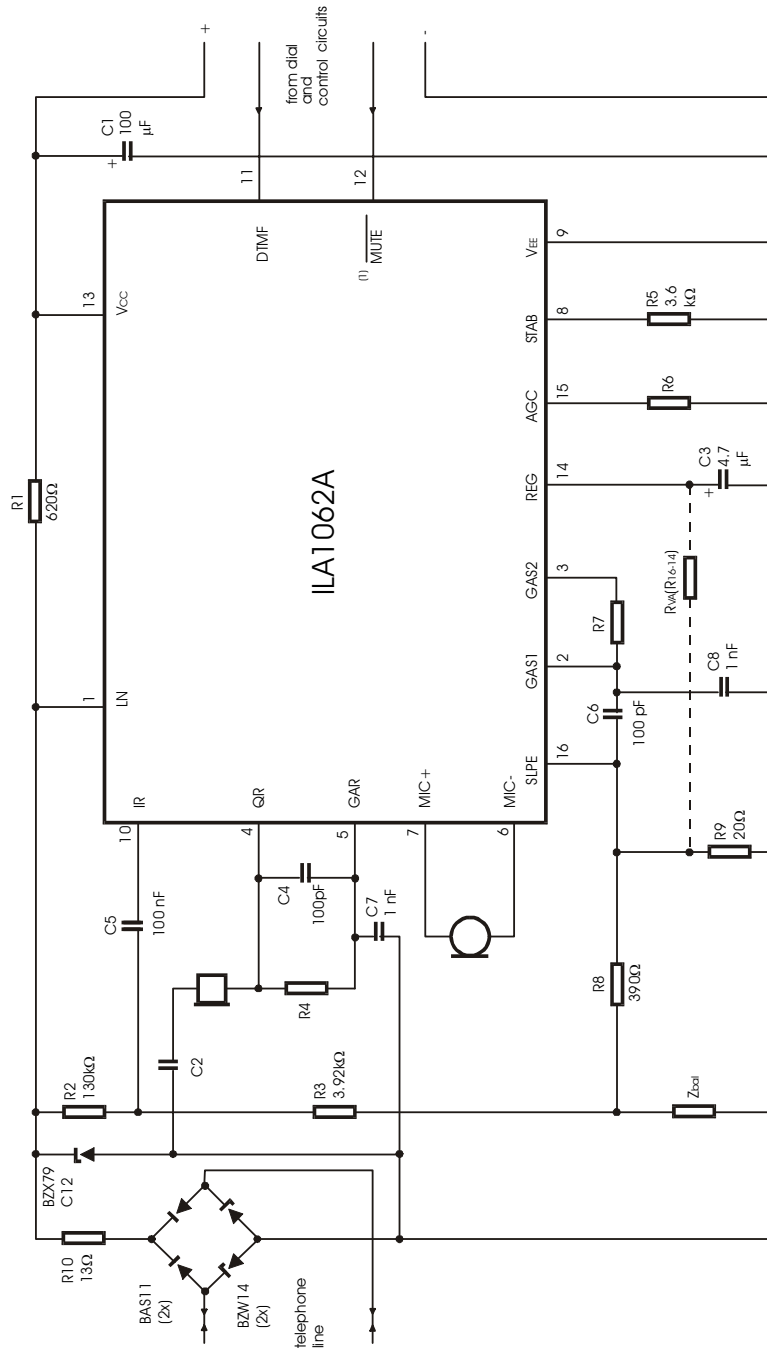 R1
620Ω
+
C1
100
µF
+
from dial
and
control circuits
-
11
12
DTMF
MUTE
(1)
13
VCC
1
LN
ILA1062A
VEE
9
STAB
8
R5
3.6
kΩ
AGC
15
R6
REG
14
C3
4.7
µF
+
GAS2
3
RVA(R16-14)
R7
GAS1
2
C8
1 nF
C6
100 pF
SLPE
16
R9
20Ω
R8
390Ω
Zbal
IR
10
QR
4
GAR
5
MIC+
7
MIC-
6
C5
100 nF
C4
100pF
C7
1 nF
R4
C2
R2
130kΩ
R3
3.92kΩ
BZX79
C12
R10
13Ω
BAS11
(2x)
BZW14
(2x)
telephone
line